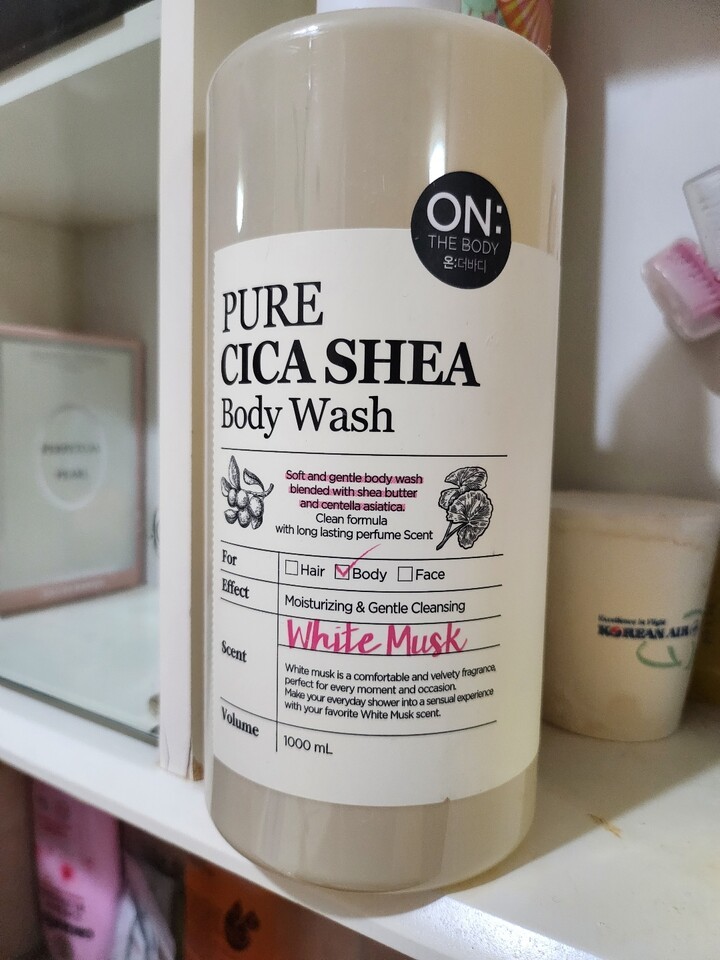 ON:
THE BODY
온:더바디
PURE
CICA SHEA
Body Wash
Soft and gentle body wash
blended with shea butter
and centella asiatica.
Clean formula
with long lasting perfume Scent
For
Hair Body Face
Effect
Moisturizing & Gentle Cleansing
Scent
White Musk
White musk is a comfortable and velvety fragrance,
perfect for every moment and occasion.
Make your everyday shower into a sensual experience
with your favorite White Musk scent.
Volume
1000 mL
Excellence in Flight
KOREAN AIR